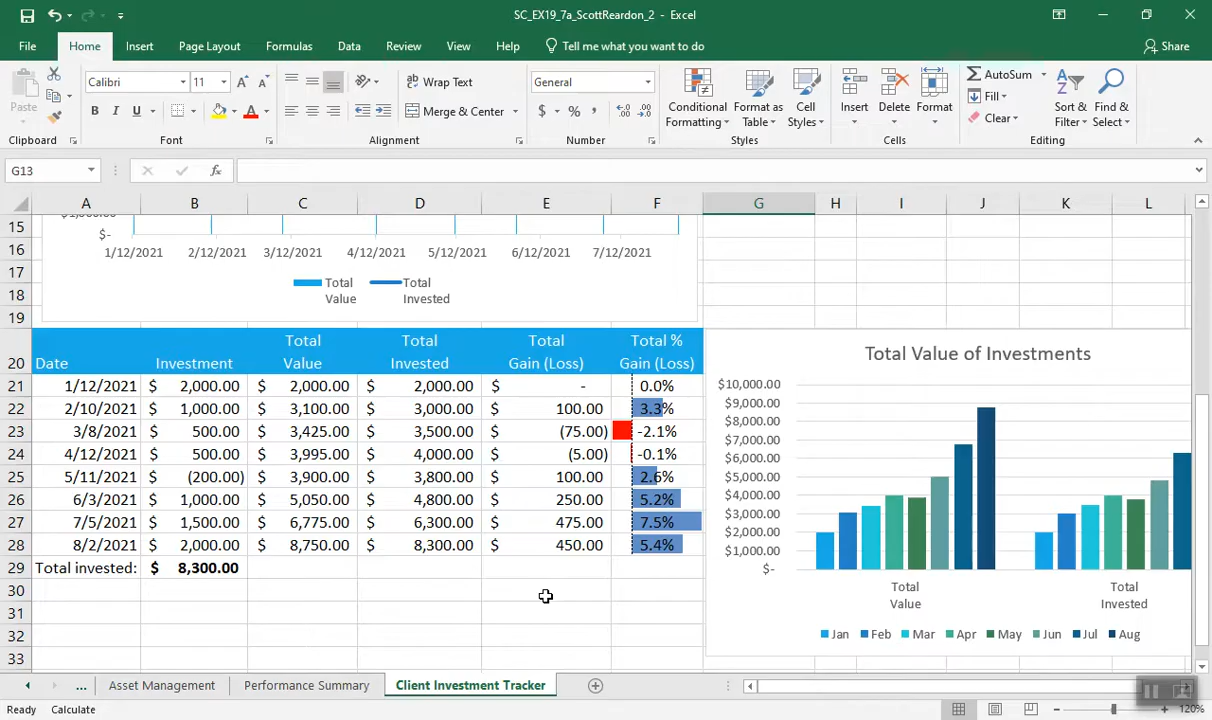 SC_EX19_7a_ScottReardon_2 - Excel
File Home Insert Page Layout Formulas Data Review View Help Tell me what you want to do Share
Paste Calibri 11 Wrap Text General Conditional Formatting Format as Table Cell Styles Insert Delete Format AutoSum Sort & Filter Find & Select
B I U Merge & Center $ % , Fill
Clear
Clipboard Font Alignment Number Styles Cells Editing
G13 fx
A B C D E F G H I J K L
15 $1,000.00
16 $-
1/12/2021 2/12/2021 3/12/2021 4/12/2021 5/12/2021 6/12/2021 7/12/2021
17
18 Total Value Total Invested
19
20 Date Investment Total Value Total Invested Total Gain (Loss) Total % Gain (Loss)
21 1/12/2021 $ 2,000.00 $ 2,000.00 $ 2,000.00 $ - 0.0%
22 2/10/2021 $ 1,000.00 $ 3,100.00 $ 3,000.00 $ 100.00 3.3%
23 3/8/2021 $ 500.00 $ 3,425.00 $ 3,500.00 $ (75.00) -2.1%
24 4/12/2021 $ 500.00 $ 3,995.00 $ 4,000.00 $ (5.00) -0.1%
25 5/11/2021 $ (200.00) $ 3,900.00 $ 3,800.00 $ 100.00 2.6%
26 6/3/2021 $ 1,000.00 $ 5,050.00 $ 4,800.00 $ 250.00 5.2%
27 7/5/2021 $ 1,500.00 $ 6,775.00 $ 6,300.00 $ 475.00 7.5%
28 8/2/2021 $ 2,000.00 $ 8,750.00 $ 8,300.00 $ 450.00 5.4%
29 Total invested: $ 8,300.00
30
31
32
33
Total Value of Investments
$10,000.00
$9,000.00
$8,000.00
$7,000.00
$6,000.00
$5,000.00
$4,000.00
$3,000.00
$2,000.00
$1,000.00
$-
Total Value Total Invested
Jan Feb Mar Apr May Jun Jul Aug
... Asset Management Performance Summary Client Investment Tracker
Ready Calculate 120%